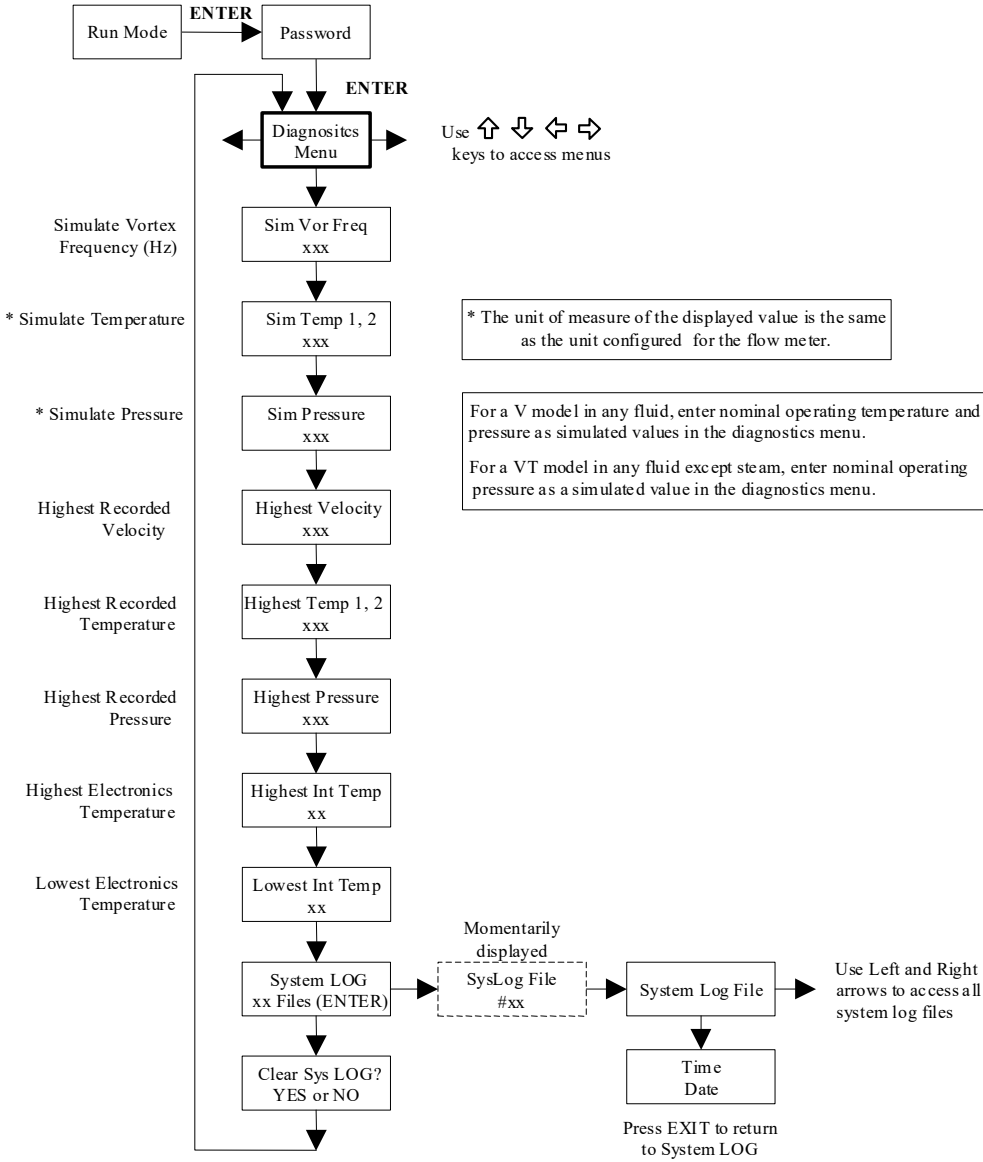 ENTER
Run Mode
Password
ENTER
Diagnositcs
Menu
Use
keys to access menus
Simulate Vortex
Frequency (Hz)
Sim Vor Freq
xxx
* Simulate Temperature
Sim Temp 1, 2
xxx
* The unit of measure of the displayed value is the same
as the unit configured for the flow meter.
* Simulate Pressure
Sim Pressure
xxx
For a V model in any fluid, enter nominal operating temperature and
pressure as simulated values in the diagnostics menu.
For a VT model in any fluid except steam, enter nominal operating
pressure as a simulated value in the diagnostics menu.
Highest Recorded
Velocity
Highest Velocity
xxx
Highest Recorded
Temperature
Highest Temp 1, 2
xxx
Highest Recorded
Pressure
Highest Pressure
xxx
Highest Electronics
Temperature
Highest Int Temp
xx
Lowest Electronics
Temperature
Lowest Int Temp
xx
System LOG
xx Files (ENTER)
Momentarily
displayed
SysLog File
#xx
System Log File
Use Left and Right
arrows to access all
system log files
Clear Sys LOG?
YES or NO
Time
Date
Press EXIT to return
to System LOG